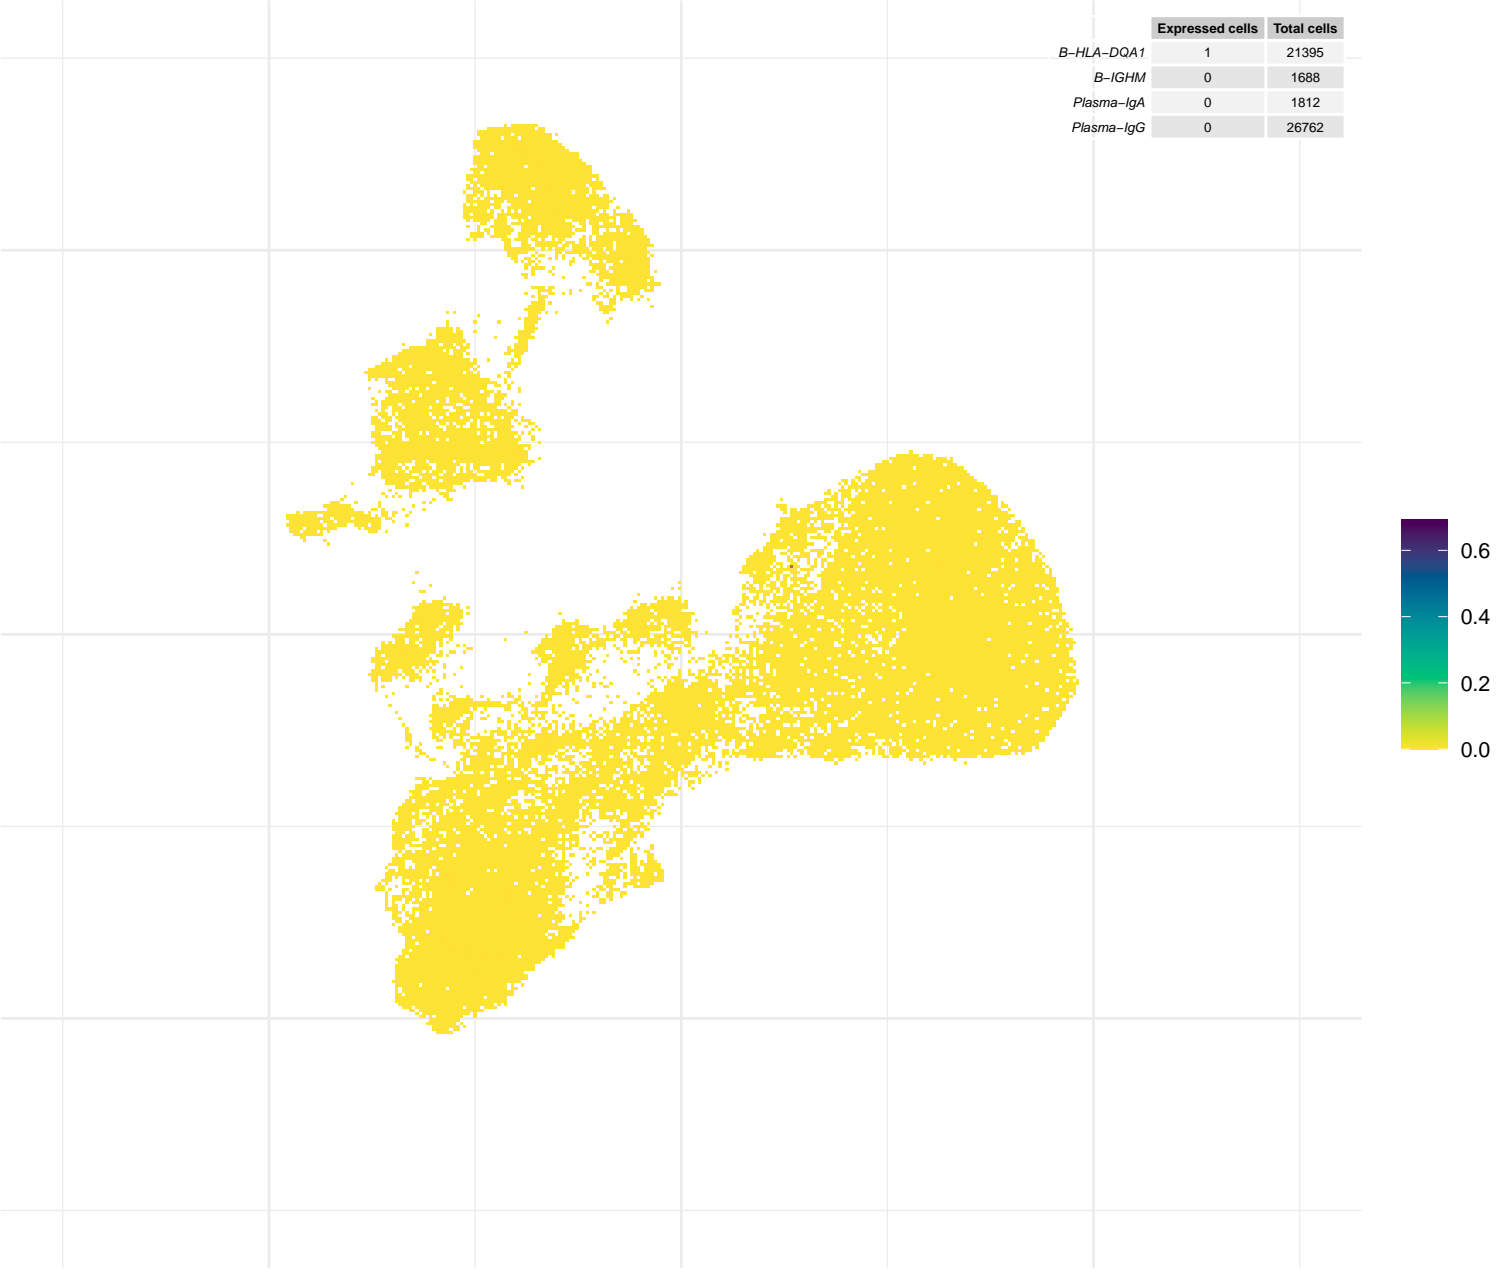 Expressed cells Total cells
B−HLA−DQA1 1 21395
B−IGHM 0 1688
Plasma−IgA 0 1812
Plasma−IgG 0 26762
0.6
0.4
0.2
0.0